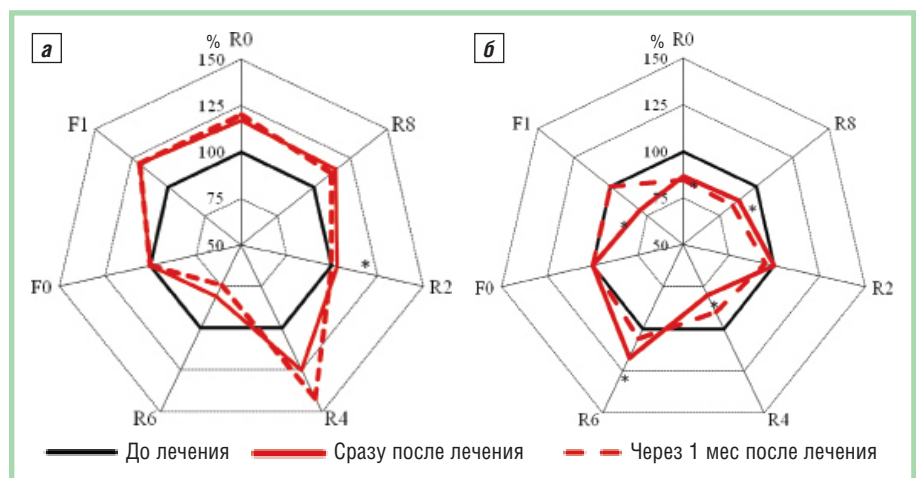 а
%
R0
150
125
100
75
50
R8
R2
*
R4
R6
F0
F1
б
%
R0
150
125
100
75
50
R8
R2
R4
R6
F0
F1
*
*
*
*
*
До лечения
Сразу после лечения
Через 1 мес после лечения